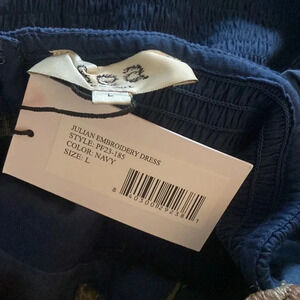 JULIAN EMBROIDERY DRESS
STYLE: PF23-185
COLOR: NAVY
SIZE: L